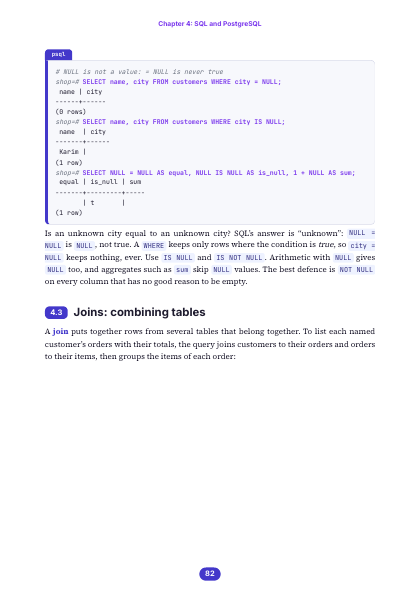 Chapter 4: SQL and PostgreSQL
psql
# NULL is not a value: = NULL is never true
shop=# SELECT name, city FROM customers WHERE city = NULL;
 name | city
------+------
(0 rows)
shop=# SELECT name, city FROM customers WHERE city IS NULL;
 name  | city
-------+------
 Karim |
(1 row)
shop=# SELECT NULL = NULL AS equal, NULL IS NULL AS is_null, 1 + NULL AS sum;
 equal | is_null | sum
-------+---------+-----
       | t       |
(1 row)
Is an unknown city equal to an unknown city? SQL's answer is “unknown”: NULL =
NULL is NULL, not true. A WHERE keeps only rows where the condition is true, so city =
NULL keeps nothing, ever. Use IS NULL and IS NOT NULL. Arithmetic with NULL gives
NULL too, and aggregates such as sum skip NULL values. The best defence is NOT NULL
on every column that has no good reason to be empty.
4.3 Joins: combining tables
A join puts together rows from several tables that belong together. To list each named
customer's orders with their totals, the query joins customers to their orders and orders
to their items, then groups the items of each order:
82